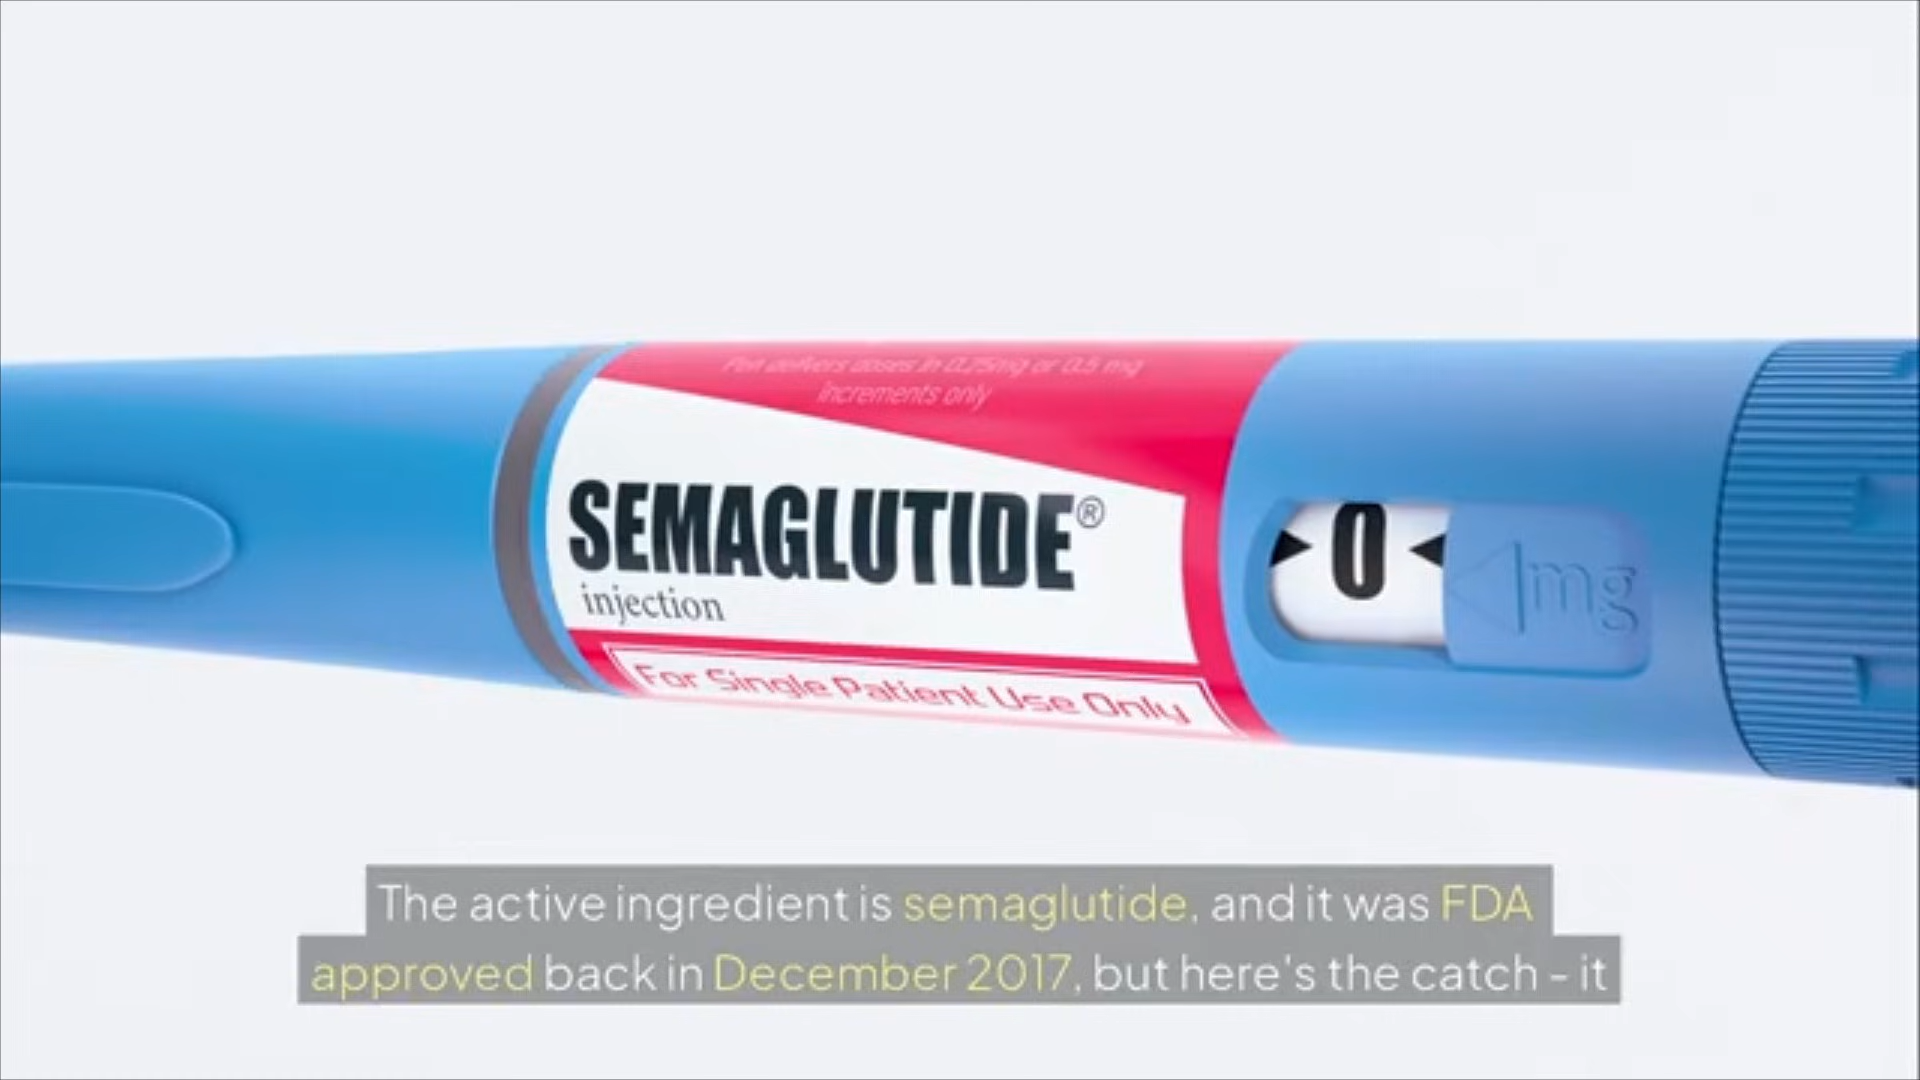 Pen delivers doses in 0.25mg or 0.5 mg
increments only
SEMAGLUTIDE®
injection
For Single Patient Use Only
0
mg
The active ingredient is semaglutide, and it was FDA
approved back in December 2017, but here's the catch - it